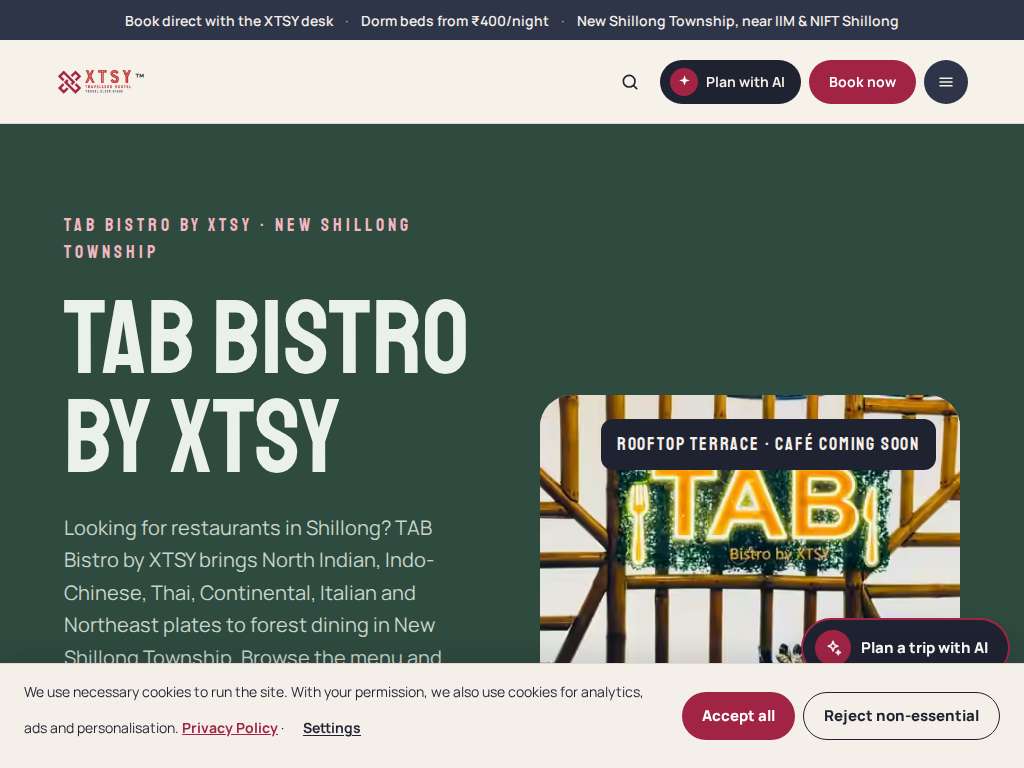 Book direct with the XTSY desk · Dorm beds from ₹400/night · New Shillong Township, near IIM & NIFT Shillong
XTSY™
Plan with AI
Book now
TAB BISTRO BY XTSY · NEW SHILLONG
TOWNSHIP
TAB BISTRO
BY XTSY
Looking for restaurants in Shillong? TAB
Bistro by XTSY brings North Indian, Indo-
Chinese, Thai, Continental, Italian and
Northeast plates to forest dining in New
Shillong Township. Browse the menu and
ROOFTOP TERRACE · CAFÉ COMING SOON
TAB
Bistro by XTSY
Plan a trip with AI
We use necessary cookies to run the site. With your permission, we also use cookies for analytics,
ads and personalisation. Privacy Policy · Settings
Accept all
Reject non-essential